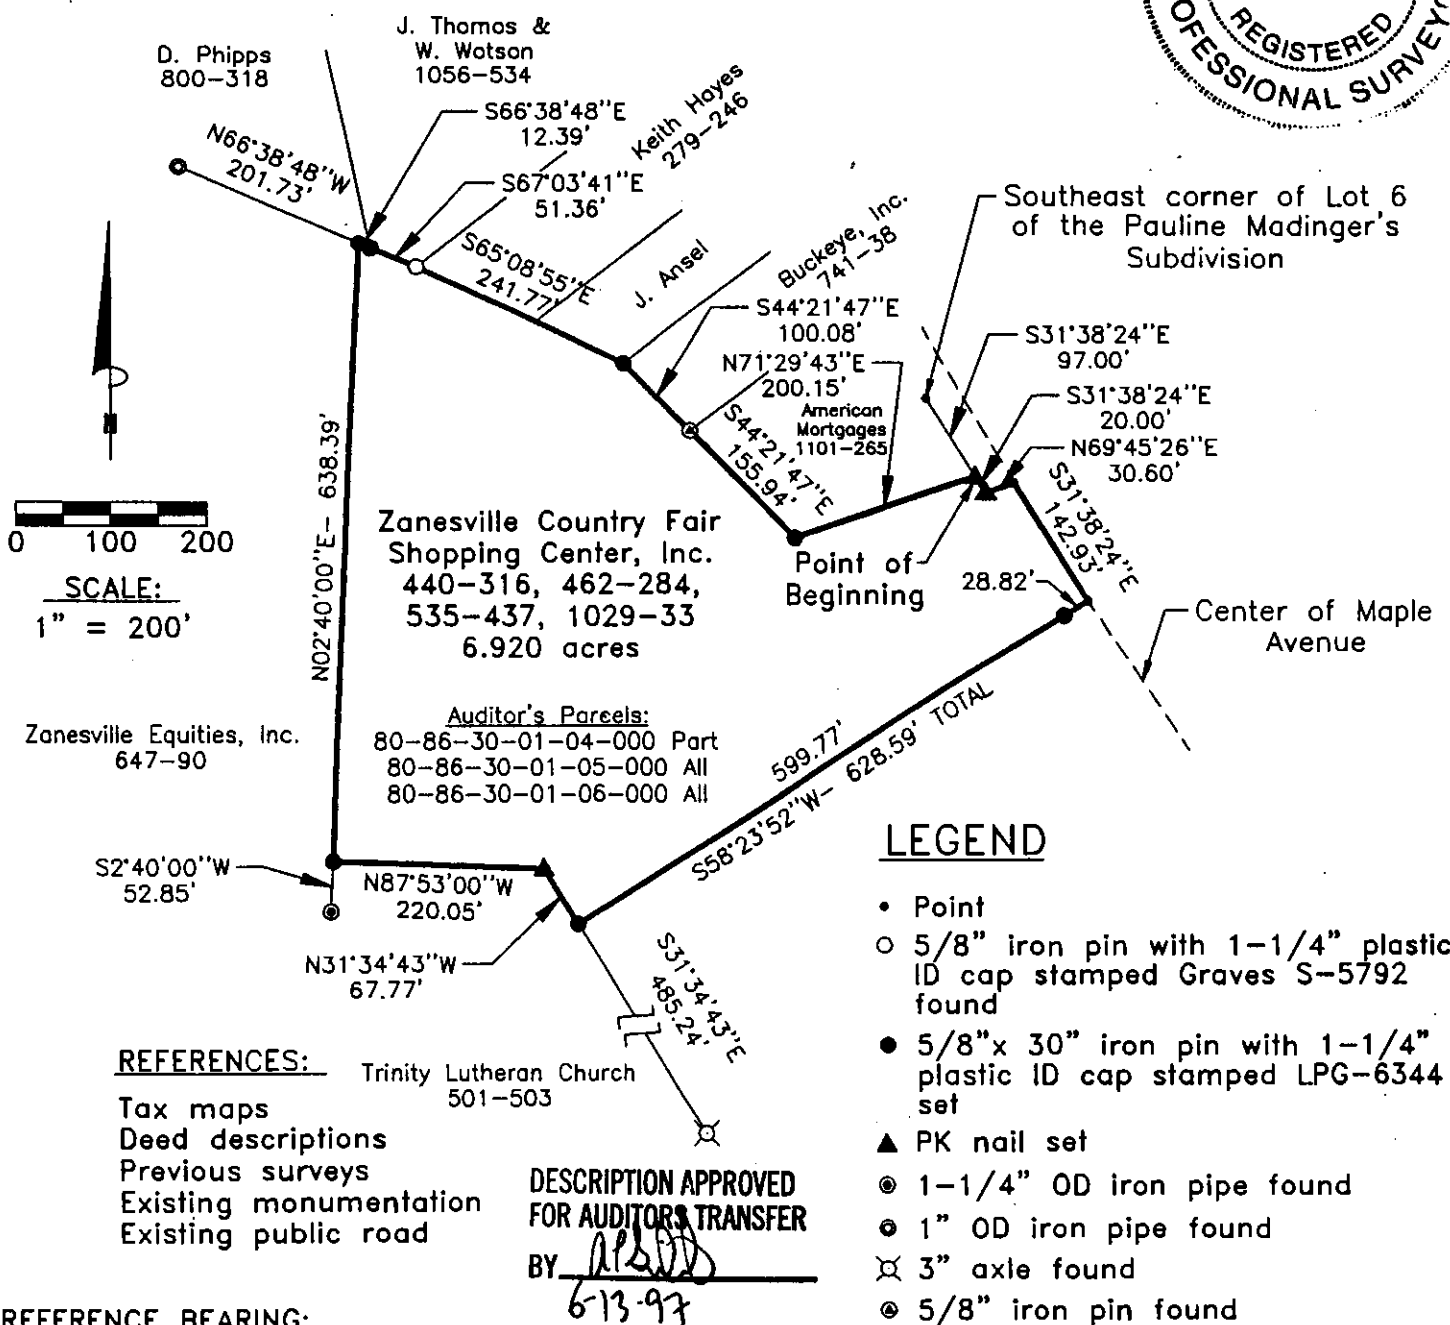 OFESSIONAL SURVEYO
REGISTERED
D. Phipps
800-318
J. Thomas &
W. Watson
1056-534
S66°38'48"E
12.39'
Keith Hayes
279-246
N66°38'48"W
201.73'
S67°03'41"E
51.36'
S65°08'55"E
241.77'
J. Ansel
Buckeye, Inc.
741-38
S44°21'47"E
100.08'
N71°29'43"E
200.15'
American
Mortgages
1101-265
S44°21'47"E
155.94'
Southeast corner of Lot 6
of the Pauline Madinger's
Subdivision
S31°38'24"E
97.00'
S31°38'24"E
20.00'
N69°45'26"E
30.60'
S31°38'24"E
142.93'
N
0 100 200
SCALE:
1" = 200'
N02°40'00"E- 638.39'
Zanesville Country Fair
Shopping Center, Inc.
440-316, 462-284,
535-437, 1029-33
6.920 acres
Point of
Beginning
28.82'
Center of Maple
Avenue
Auditor's Parcels:
80-86-30-01-04-000 Part
80-86-30-01-05-000 All
80-86-30-01-06-000 All
Zanesville Equities, Inc.
647-90
599.77'
S58°23'52"W- 628.59' TOTAL
S2°40'00"W
52.85'
N87°53'00"W
220.05'
N31°34'43"W
67.77'
S31°34'43"E
485.24'
Trinity Lutheran Church
501-503
REFERENCES:
Tax maps
Deed descriptions
Previous surveys
Existing monumentation
Existing public road
DESCRIPTION APPROVED
FOR AUDITORS TRANSFER
BY
6-13-97
LEGEND
Point
5/8" iron pin with 1-1/4" plastic
ID cap stamped Graves S-5792
found
5/8"x 30" iron pin with 1-1/4"
plastic ID cap stamped LPG-6344
set
PK nail set
1-1/4" OD iron pipe found
1" OD iron pipe found
3" axle found
5/8" iron pin found
REFERENCE BEARING: